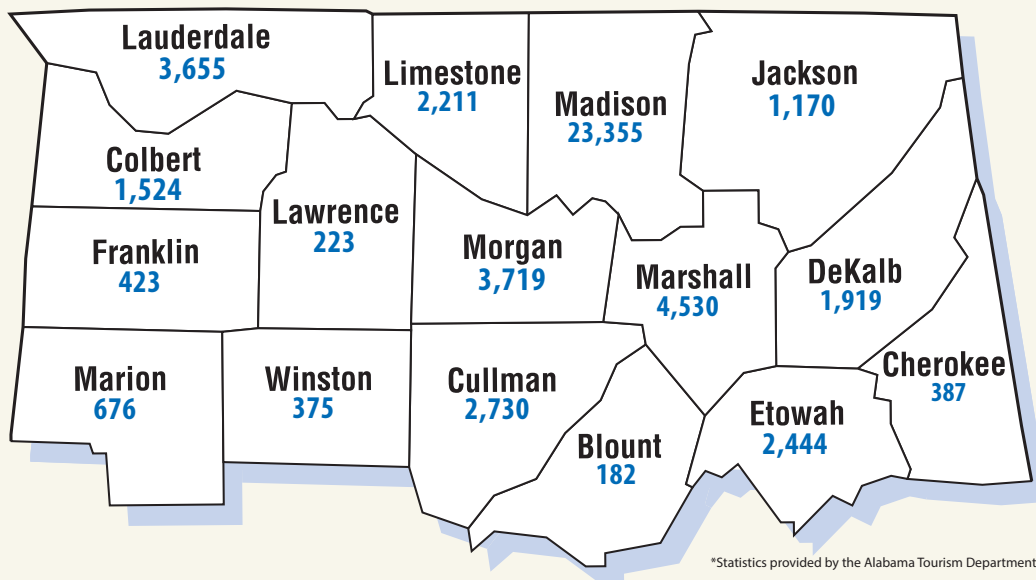 Lauderdale
3,655
Limestone
2,211
Madison
23,355
Jackson
1,170
Colbert
1,524
Lawrence
223
Franklin
423
Morgan
3,719
Marshall
4,530
DeKalb
1,919
Cherokee
387
Marion
676
Winston
375
Cullman
2,730
Etowah
2,444
Blount
182
*Statistics provided by the Alabama Tourism Department